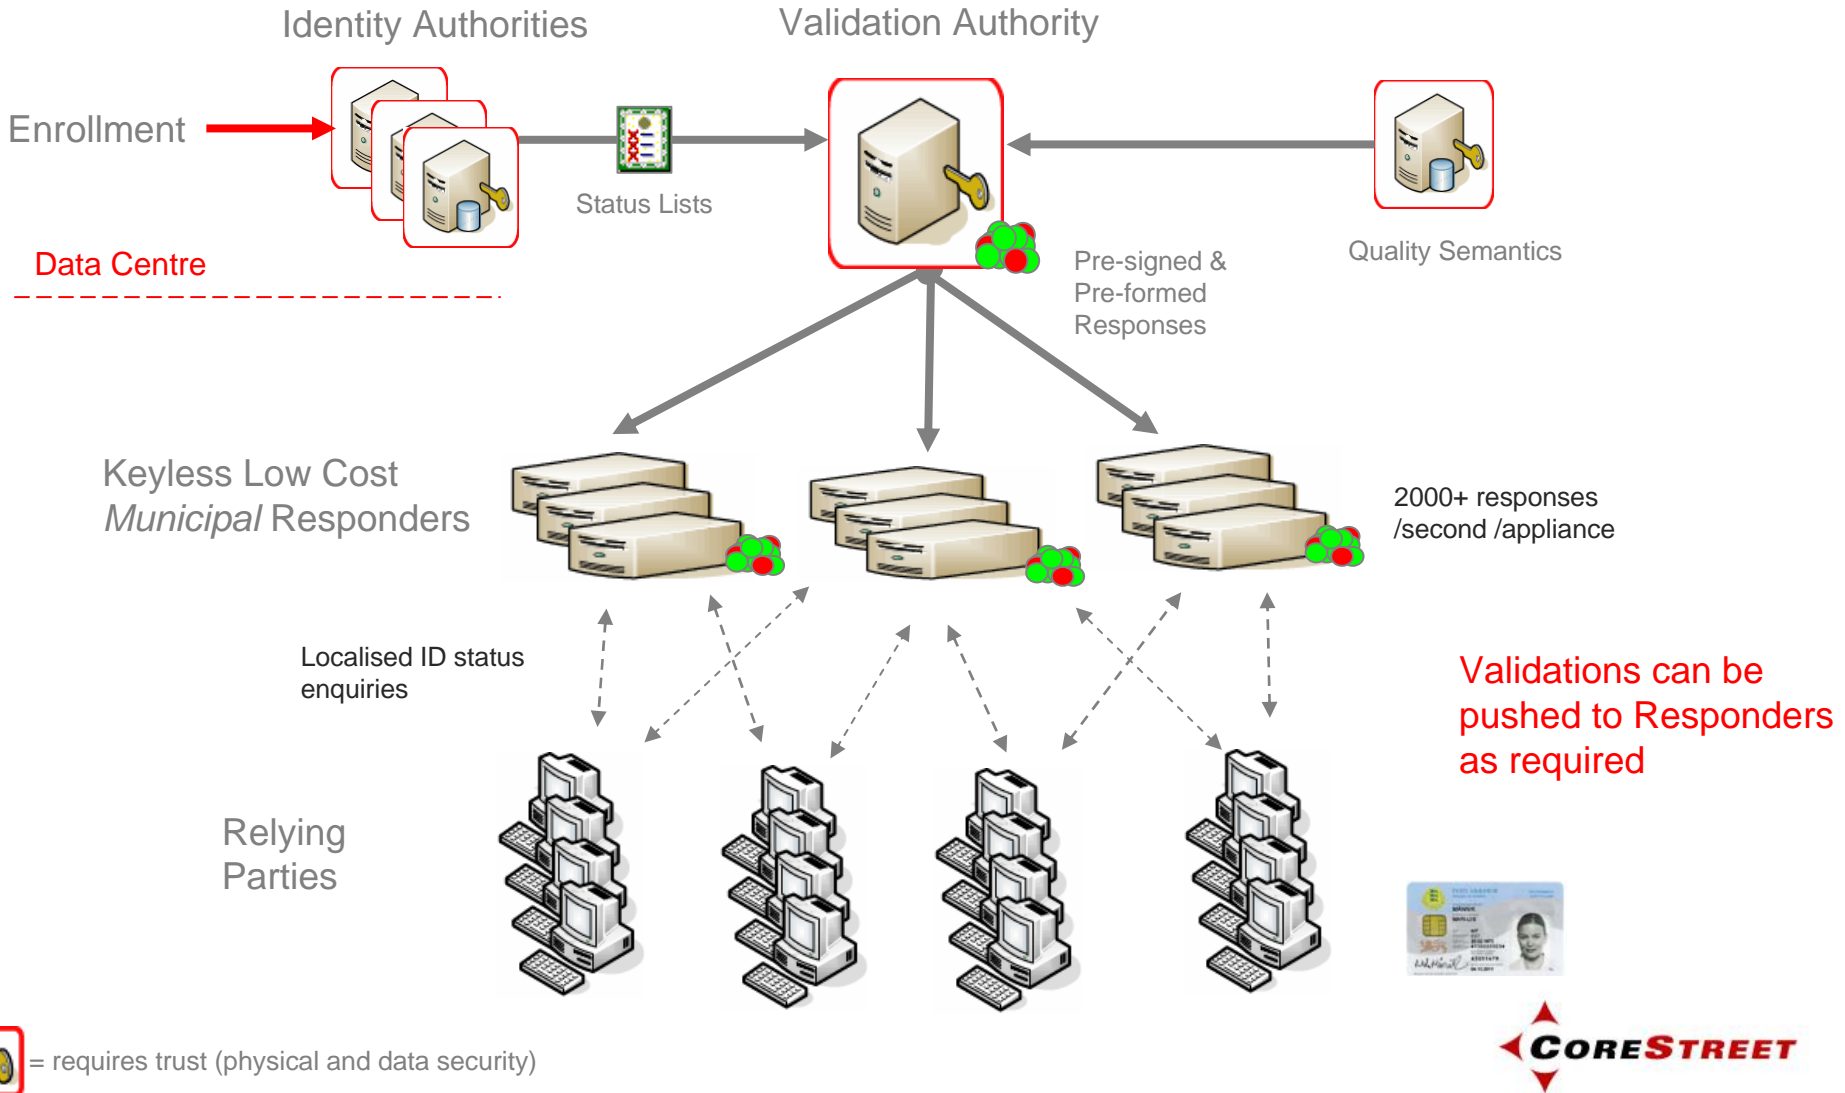 Identity Authorities
Validation Authority
Enrollment
Status Lists
Quality Semantics
Data Centre
Pre-signed &
Pre-formed
Responses
Keyless Low Cost
Municipal Responders
2000+ responses
/second /appliance
Localised ID status
enquiries
Validations can be
pushed to Responders
as required
Relying
Parties
= requires trust (physical and data security)
CORESTREET